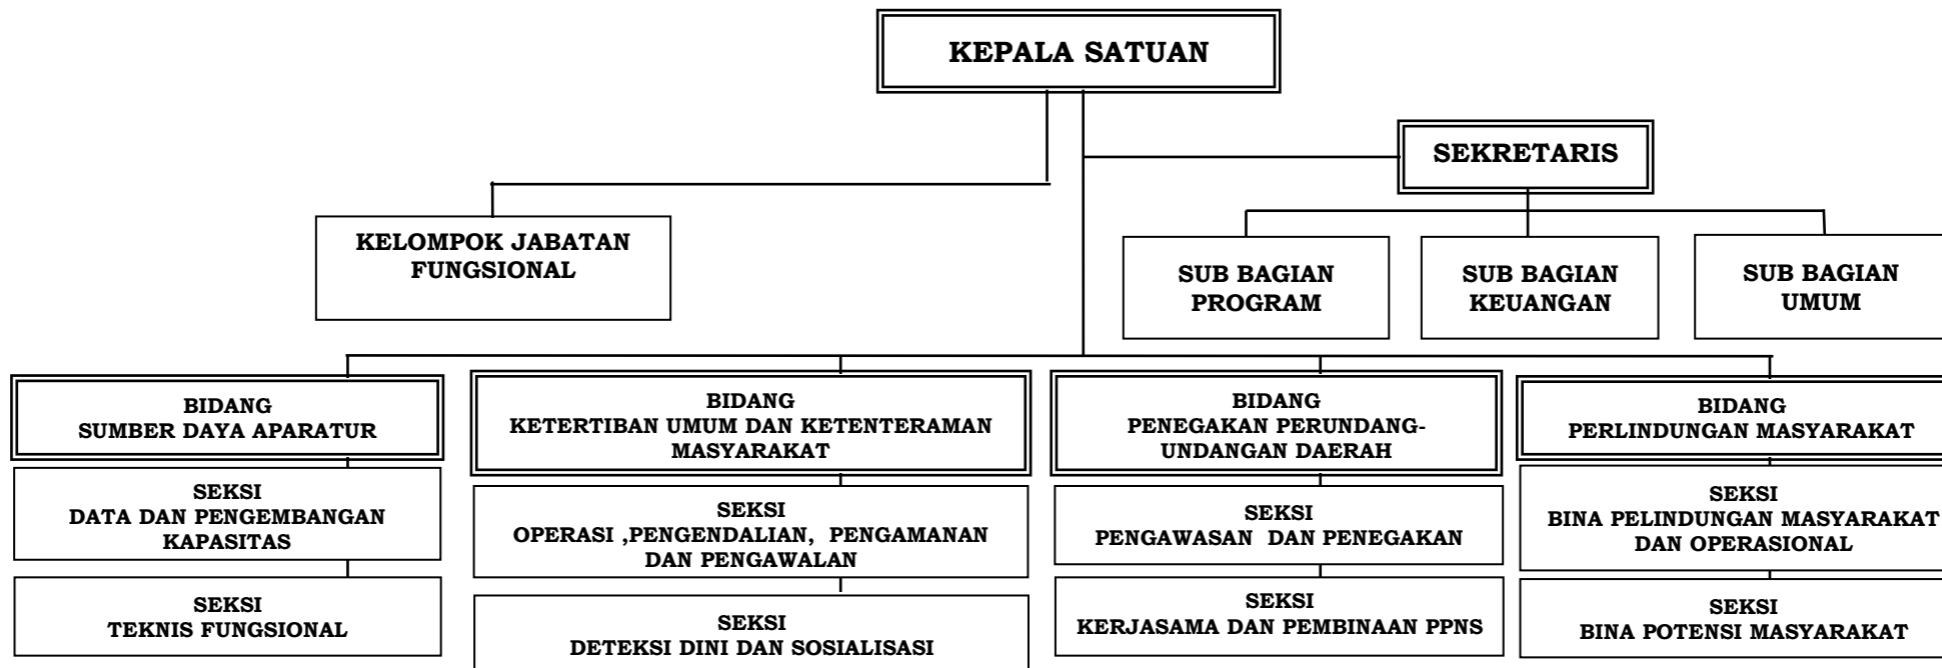 KEPALA SATUAN
SEKRETARIS
KELOMPOK JABATAN
FUNGSIONAL
SUB BAGIAN
PROGRAM
SUB BAGIAN
KEUANGAN
SUB BAGIAN
UMUM
BIDANG
SUMBER DAYA APARATUR
BIDANG
KETERTIBAN UMUM DAN KETENTERAMAN
MASYARAKAT
BIDANG
PENEGAKAN PERUNDANG-
UNDANGAN DAERAH
BIDANG
PERLINDUNGAN MASYARAKAT
SEKSI
DATA DAN PENGEMBANGAN
KAPASITAS
SEKSI
OPERASI ,PENGENDALIAN, PENGAMANAN
DAN PENGAWALAN
SEKSI
PENGAWASAN DAN PENEGAKAN
SEKSI
BINA PELINDUNGAN MASYARAKAT
DAN OPERASIONAL
SEKSI
TEKNIS FUNGSIONAL
SEKSI
DETEKSI DINI DAN SOSIALISASI
SEKSI
KERJASAMA DAN PEMBINAAN PPNS
SEKSI
BINA POTENSI MASYARAKAT